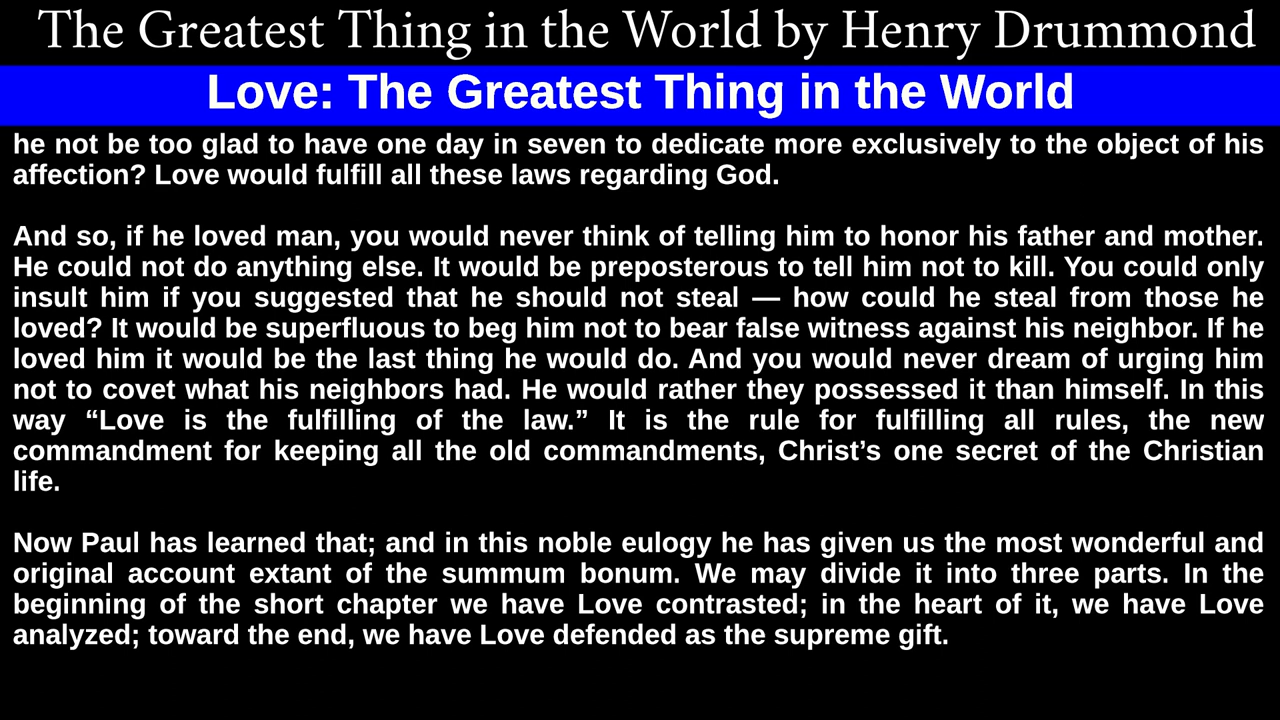 The Greatest Thing in the World by Henry Drummond
Love: The Greatest Thing in the World
he not be too glad to have one day in seven to dedicate more exclusively to the object of his
affection? Love would fulfill all these laws regarding God.
And so, if he loved man, you would never think of telling him to honor his father and mother.
He could not do anything else. It would be preposterous to tell him not to kill. You could only
insult him if you suggested that he should not steal — how could he steal from those he
loved? It would be superfluous to beg him not to bear false witness against his neighbor. If he
loved him it would be the last thing he would do. And you would never dream of urging him
not to covet what his neighbors had. He would rather they possessed it than himself. In this
way “Love is the fulfilling of the law.” It is the rule for fulfilling all rules, the new
commandment for keeping all the old commandments, Christ’s one secret of the Christian
life.
Now Paul has learned that; and in this noble eulogy he has given us the most wonderful and
original account extant of the summum bonum. We may divide it into three parts. In the
beginning of the short chapter we have Love contrasted; in the heart of it, we have Love
analyzed; toward the end, we have Love defended as the supreme gift.